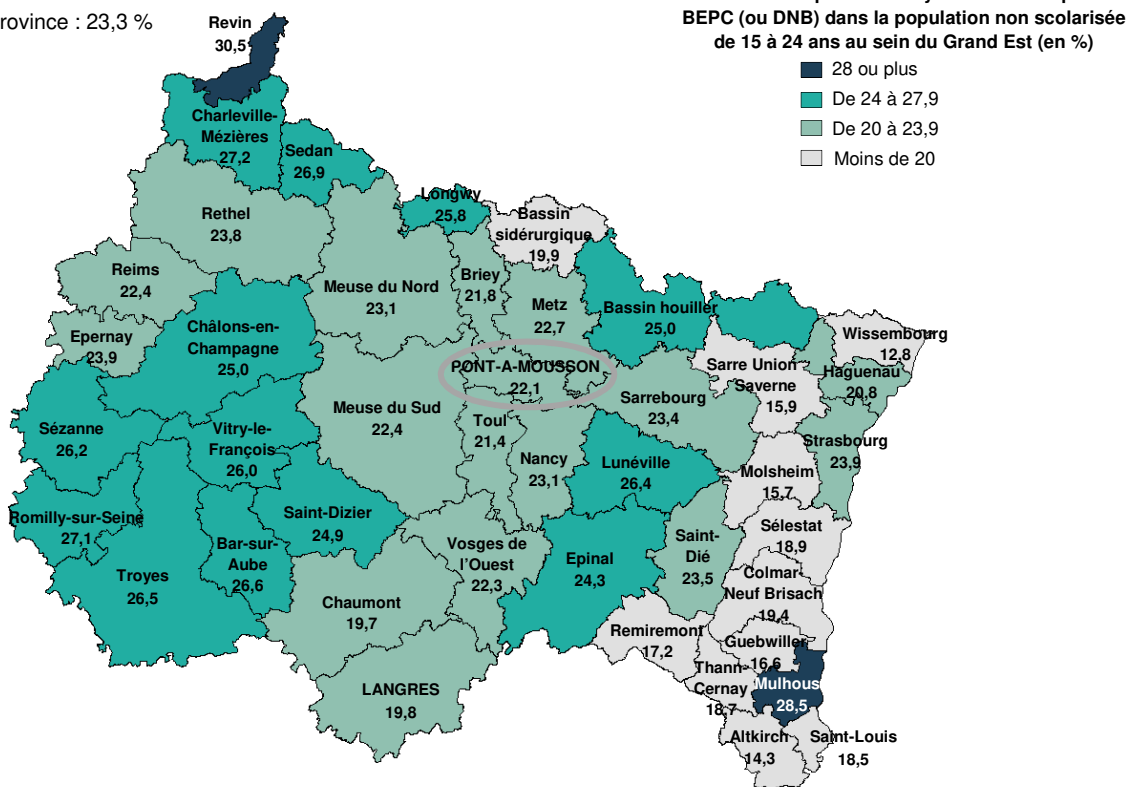 rovince : 23,3 %
BEPC (ou DNB) dans la population non scolarisée
de 15 à 24 ans au sein du Grand Est (en %)
28 ou plus
De 24 à 27,9
De 20 à 23,9
Moins de 20
Revin
30,5
Charleville-
Mézières
27,2
Sedan
26,9
Longwy
25,8
Bassin
sidérurgique
19,9
Rethel
23,8
Reims
22,4
Meuse du Nord
23,1
Briey
21,8
Metz
22,7
Bassin houiller
25,0
Wissembourg
12,8
Epernay
23,9
Châlons-en-
Champagne
25,0
PONT-A-MOUSSON
22,1
Sarre Union
Saverne
15,9
Haguenau
20,8
Sézanne
26,2
Vitry-le-
François
26,0
Meuse du Sud
22,4
Toul
21,4
Nancy
23,1
Sarrebourg
23,4
Lunéville
26,4
Strasbourg
23,9
Molsheim
15,7
Romilly-sur-Seine
27,1
Troyes
26,5
Bar-sur-
Aube
26,6
Saint-Dizier
24,9
Vosges de
l'Ouest
22,3
Epinal
24,3
Saint-
Dié
23,5
Sélestat
18,9
Colmar-
Neuf Brisach
19,4
Chaumont
19,7
Remiremont
17,2
Guebwiller
16,6
Thann-
Cernay
18,7
Mulhous
28,5
LANGRES
19,8
Altkirch
14,3
Saint-Louis
18,5